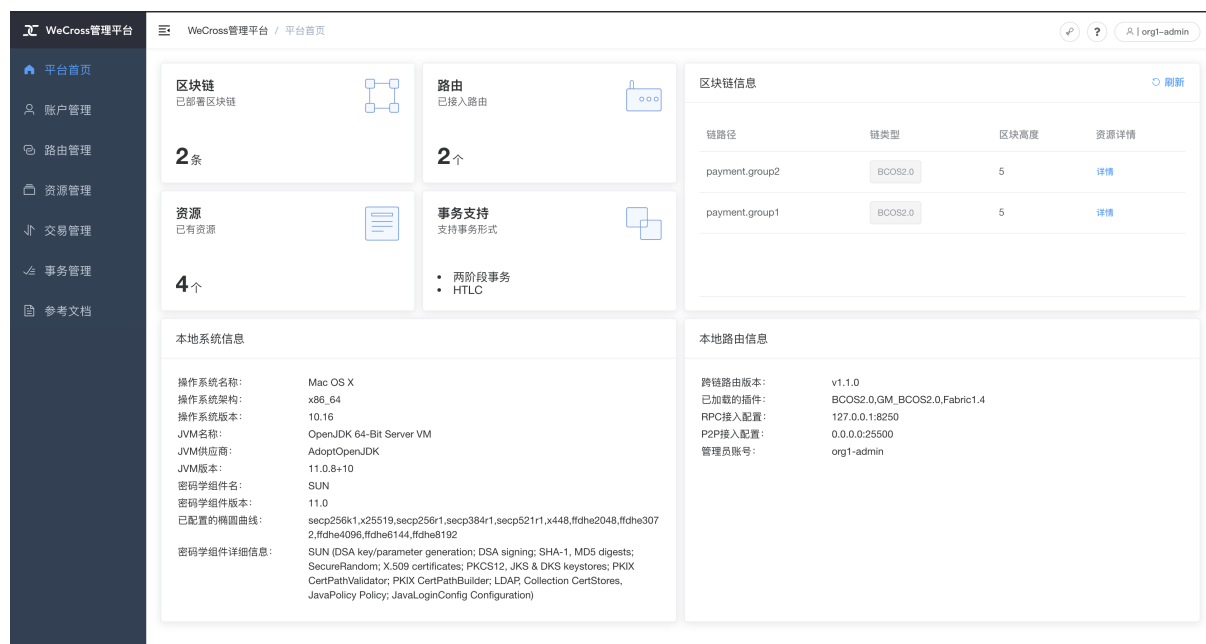 WeCross管理平台
WeCross管理平台 / 平台首页
?
org1-admin
平台首页
账户管理
路由管理
资源管理
交易管理
事务管理
参考文档
区块链
已部署区块链
2条
路由
已接入路由
2个
资源
已有资源
4个
事务支持
支持事务形式
• 两阶段事务
• HTLC
区块链信息
刷新
链路径 链类型 区块高度 资源详情
payment.group2 BCOS2.0 5 详情
payment.group1 BCOS2.0 5 详情
本地系统信息
操作系统名称: Mac OS X
操作系统架构: x86_64
操作系统版本: 10.16
JVM名称: OpenJDK 64-Bit Server VM
JVM供应商: AdoptOpenJDK
JVM版本: 11.0.8+10
密码学组件名: SUN
密码学组件版本: 11.0
已配置的椭圆曲线: secp256k1,x25519,secp256r1,secp384r1,secp521r1,x448,ffdhe2048,ffdhe307
2,ffdhe4096,ffdhe6144,ffdhe8192
密码学组件详细信息: SUN (DSA key/parameter generation; DSA signing; SHA-1, MD5 digests;
SecureRandom; X.509 certificates; PKCS12, JKS & DKS keystores; PKIX
CertPathValidator; PKIX CertPathBuilder; LDAP, Collection CertStores,
JavaPolicy Policy; JavaLoginConfig Configuration)
本地路由信息
跨链路由版本: v1.1.0
已加载的插件: BCOS2.0,GM_BCOS2.0,Fabric1.4
RPC接入配置: 127.0.0.1:8250
P2P接入配置: 0.0.0.0:25500
管理员账号: org1-admin